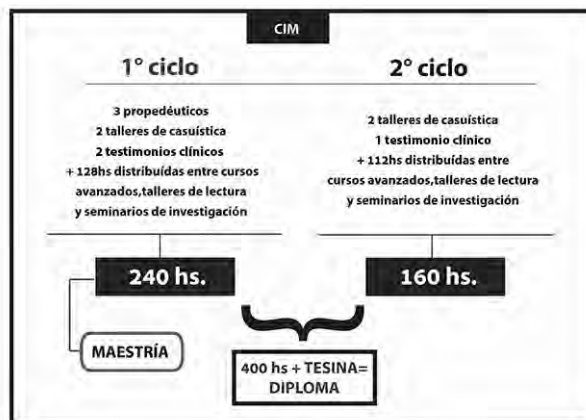 CIM
1° ciclo
3 propedéuticos
2 talleres de casuística
2 testimonios clínicos
+ 128hs distribuídas entre cursos
avanzados,talleres de lectura
y seminarios de investigación
240 hs.
MAESTRÍA
2° ciclo
2 talleres de casuística
1 testimonio clínico
+ 112hs distribuídas entre
cursos avanzados,talleres de lectura
y seminarios de investigación
160 hs.
400 hs + TESINA=
DIPLOMA